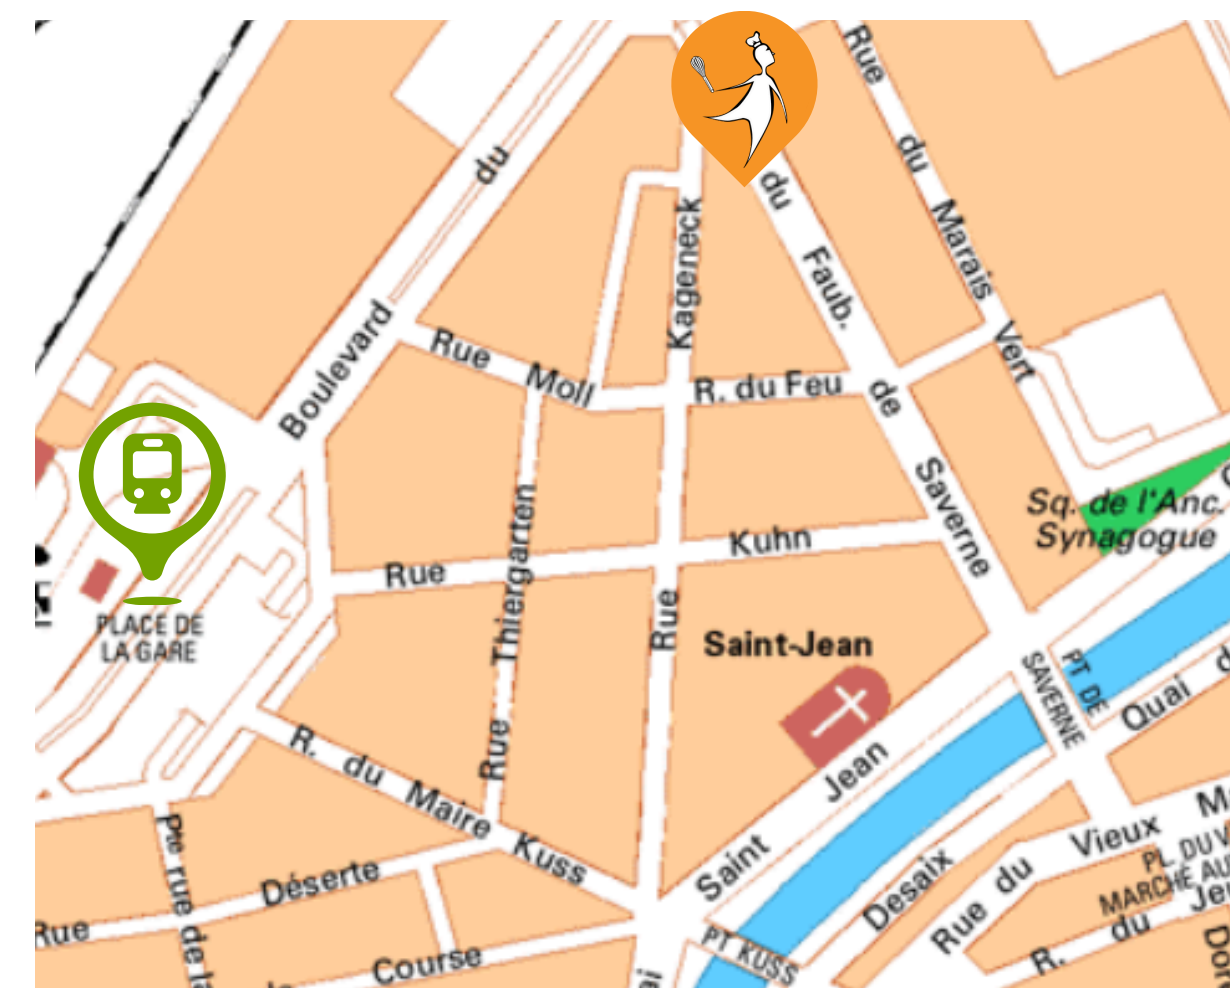 Rue du Marais Vert
du Faub. de Saverne
Boulevard du
Rue Kageneck
Rue Moll
R. du Feu
Rue Thiergarten
Rue Kuhn
Sq. de l'Anc.
Synagogue
PLACE DE
LA GARE
Saint-Jean
Saint Jean
PT DE
SAVERNE
Quai
R. du Maire Kuss
Pte rue de la
Rue Déserte
Course
PT KUSS
Desaix
Rue du Vieux
PL. DU V
MARCHÉ AU
R. du